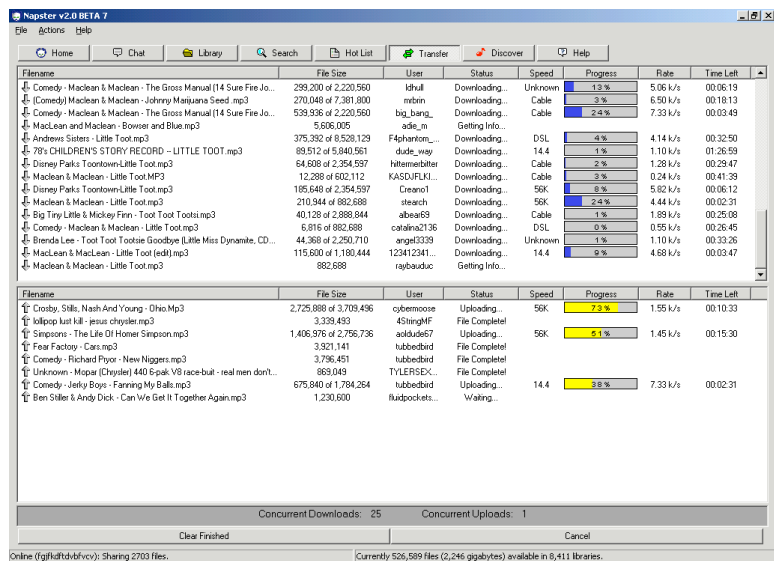 Napster v2.0 BETA 7
File Actions Help
Home Chat Library Search Hot List Transfer Discover Help
Filename File Size User Status Speed Progress Rate Time Left
Comedy - Maclean & Maclean - The Gross Manual (14 Sure Fire Jo... 299,200 of 2,220,560 ldhull Downloading... Unknown 13 % 5.06 k/s 00:06:19
(Comedy) Maclean & Maclean - Johnny Marijuana Seed .mp3 270,048 of 7,381,800 mrbrin Downloading... Cable 3 % 6.50 k/s 00:18:13
Comedy - Maclean & Maclean - The Gross Manual (14 Sure Fire Jo... 539,936 of 2,220,560 big_bang_ Downloading... Cable 24 % 7.33 k/s 00:03:49
MacLean and Maclean - Bowser and Blue.mp3 5,606,005 adie_m Getting Info...
Andrews Sisters - Little Toot.mp3 375,392 of 8,528,129 F4phantom_... Downloading... DSL 4 % 4.14 k/s 00:32:50
78's CHILDREN'S STORY RECORD -- LITTLE TOOT.mp3 89,512 of 5,840,561 dude_way Downloading... 14.4 1 % 1.10 k/s 01:26:59
Disney Parks Toontown-Little Toot.mp3 64,608 of 2,354,597 hittermerbitter Downloading... Cable 2 % 1.28 k/s 00:29:47
Maclean & Maclean - Little Toot.MP3 12,288 of 602,112 KASDJFLKI... Downloading... Cable 3 % 0.24 k/s 00:41:39
Disney Parks Toontown-Little Toot.mp3 185,648 of 2,354,597 Creano1 Downloading... 56K 8 % 5.82 k/s 00:06:12
Maclean & Maclean - Little Toot.mp3 210,944 of 882,688 stearch Downloading... 56K 24 % 4.44 k/s 00:02:31
Big Tiny Little & Mickey Finn - Toot Toot Tootsi.mp3 40,128 of 2,888,844 albear69 Downloading... Cable 1 % 1.89 k/s 00:25:08
Comedy - Maclean & Maclean - Little Toot.mp3 6,816 of 882,688 catalina2136 Downloading... DSL 0 % 0.55 k/s 00:26:45
Brenda Lee - Toot Toot Tootsie Goodbye (Little Miss Dynamite, CD... 44,368 of 2,250,710 angel3339 Downloading... Unknown 1 % 1.10 k/s 00:33:26
MacLean & MacLean - Little Toot (edit).mp3 115,600 of 1,180,444 123412341... Downloading... 14.4 9 % 4.68 k/s 00:03:47
Maclean & Maclean - Little Toot.mp3 882,688 raybauduc Getting Info...
Filename File Size User Status Speed Progress Rate Time Left
Crosby, Stills, Nash And Young - Ohio.Mp3 2,725,888 of 3,709,496 cybermoose Uploading... 56K 73 % 1.55 k/s 00:10:33
lollipop lust kill - jesus chrysler.mp3 3,339,493 4StringMF File Complete!
Simpsons - The Life Of Homer Simpson.mp3 1,406,976 of 2,756,736 aoldude67 Uploading... 56K 51 % 1.45 k/s 00:15:30
Fear Factory - Cars.mp3 3,921,141 tubbedbird File Complete!
Comedy - Richard Pryor - New Niggers.mp3 3,796,451 tubbedbird File Complete!
Unknown - Mopar (Chrysler) 440 6-pak V8 race-buit - real men don't... 869,049 TYLERSEX... File Complete!
Comedy - Jerky Boys - Fanning My Balls.mp3 675,840 of 1,784,264 tubbedbird Uploading... 14.4 38 % 7.33 k/s 00:02:31
Ben Stiller & Andy Dick - Can We Get It Together Again.mp3 1,230,600 fluidpockets... Waiting...
Concurrent Downloads: 25 Concurrent Uploads: 1
Clear Finished Cancel
Online (fgjfkdftdvbfvcv): Sharing 2703 files. Currently 526,589 files (2,246 gigabytes) available in 8,411 libraries.